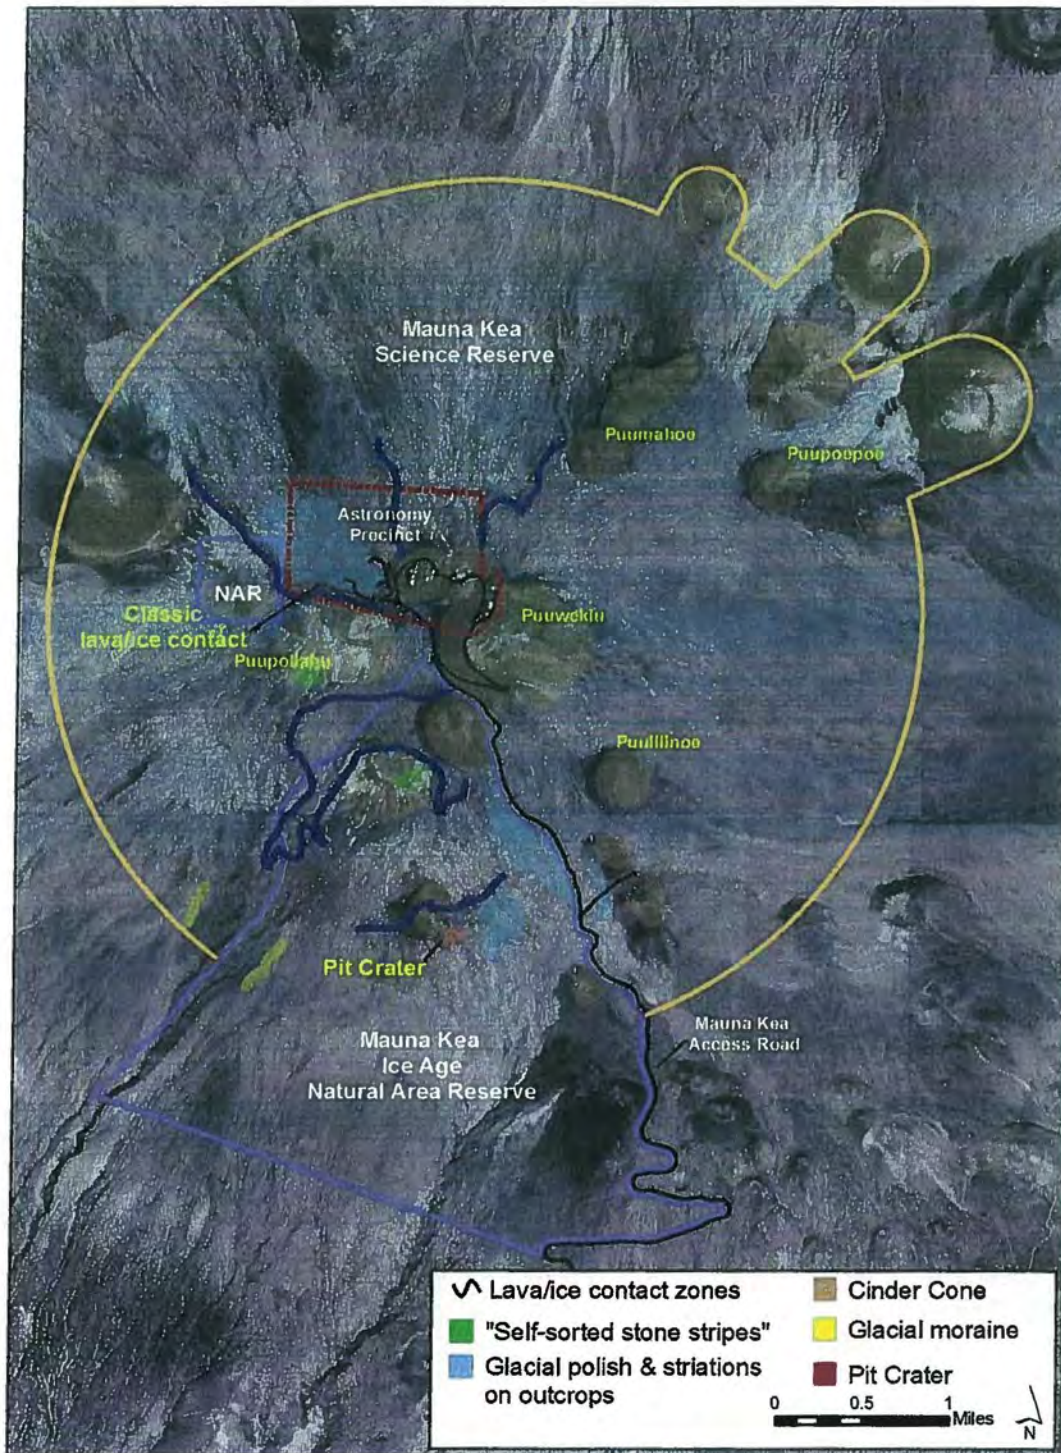 Mauna Kea
Science Reserve
Puumahoe
Puupoepoe
Astronomy
Precinct
NAR
Classic
lava/ice contact
Puuwekiu
Puupoliahu
Puulilinoe
Pit Crater
Mauna Kea
Access Road
Mauna Kea
Ice Age
Natural Area Reserve
Lava/ice contact zones
"Self-sorted stone stripes"
Glacial polish & striations
on outcrops
Cinder Cone
Glacial moraine
Pit Crater
0 0.5 1
Miles
N